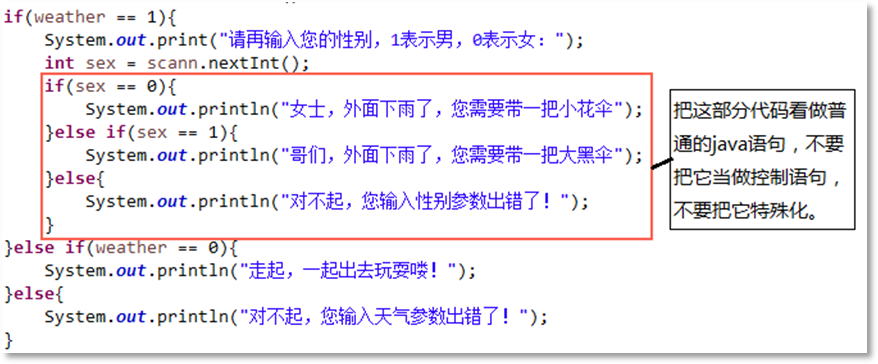 if(weather == 1){
System.out.print("请再输入您的性别，1表示男，0表示女：");
int sex = scann.nextInt();
if(sex == 0){
System.out.println("女士，外面下雨了，您需要带一把小花伞");
}else if(sex == 1){
System.out.println("哥们，外面下雨了，您需要带一把大黑伞");
}else{
System.out.println("对不起，您输入性别参数出错了！");
}
}else if(weather == 0){
System.out.println("走起，一起出去玩耍喽！");
}else{
System.out.println("对不起，您输入天气参数出错了！");
}
把这部分代码看做普
通的java语句，不要
把它当做控制语句，
不要把它特殊化。